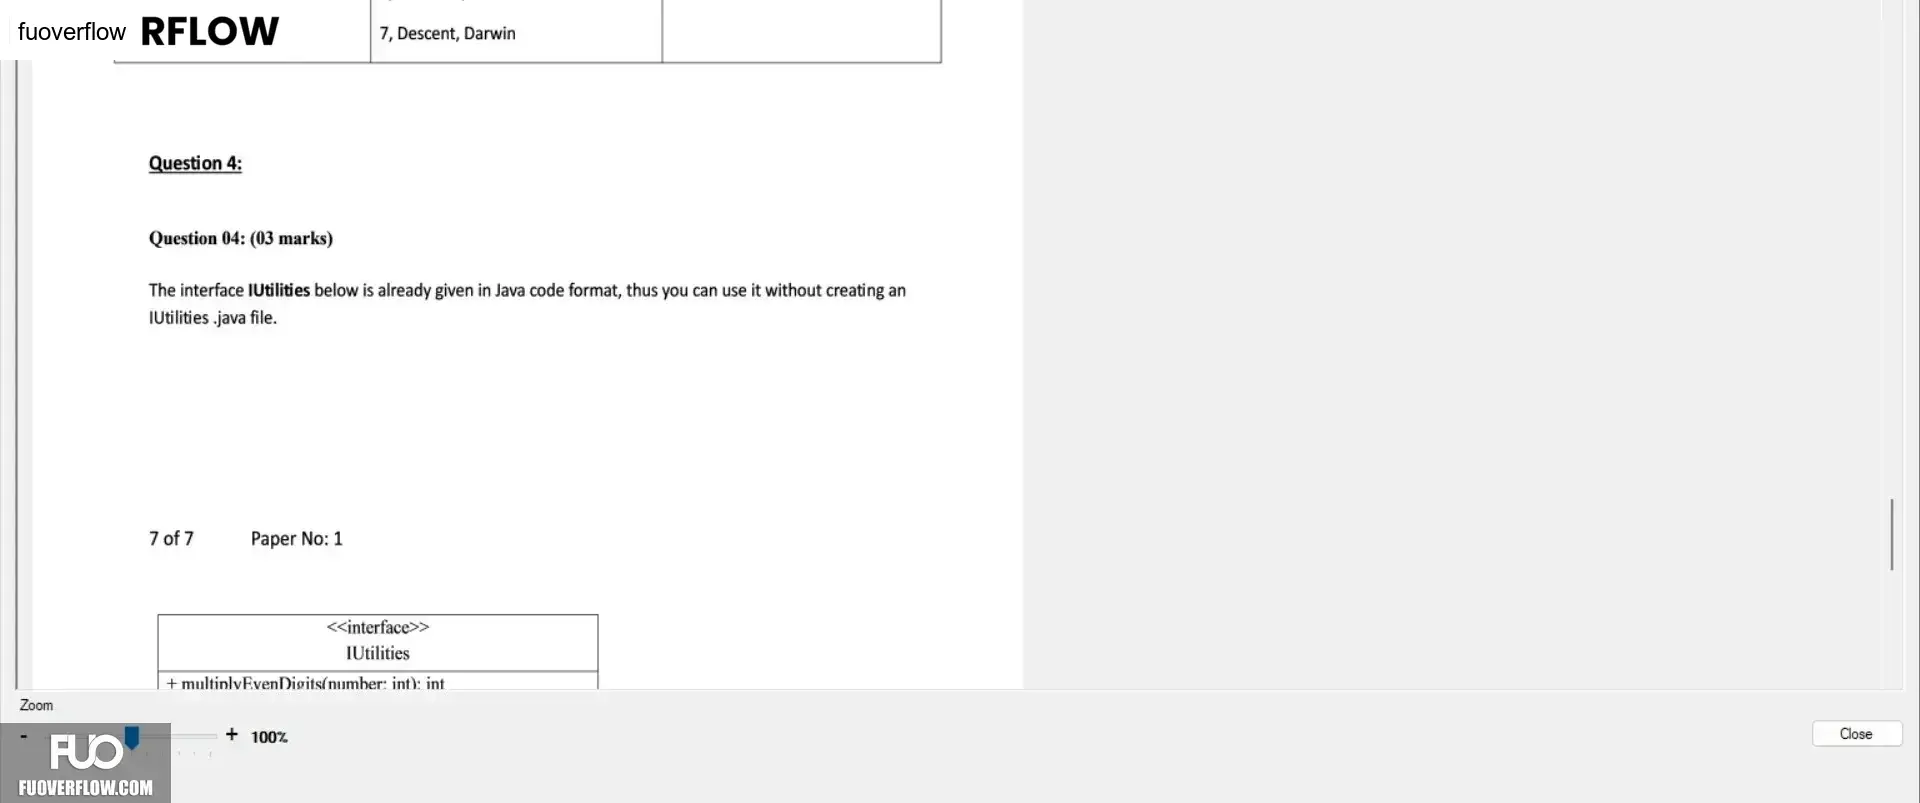 fuoverflow RFLOW
7, Descent, Darwin
Question 4:
Question 04: (03 marks)
The interface IUtilities below is already given in Java code format, thus you can use it without creating an
IUtilities .java file.
7 of 7 Paper No: 1
<<interface>>
IUtilities
+ multiplyEvenDigits(number: int): int
Zoom
- + 100%
Close
FUO
FUOVERFLOW.COM